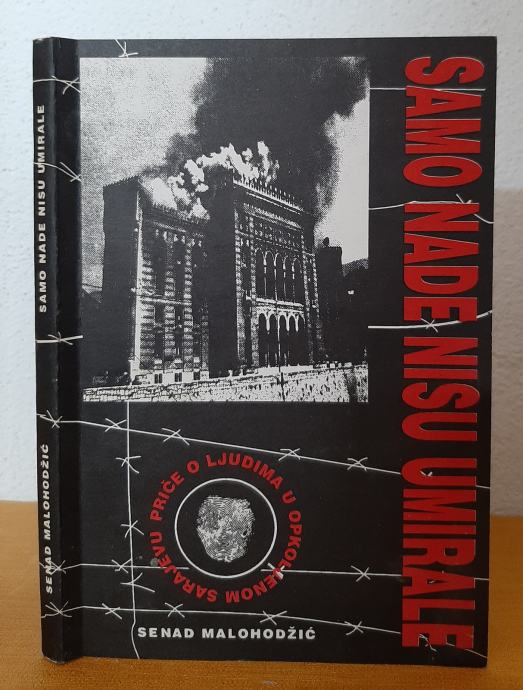 SAMO NADE NISU UMIRALE
SENAD MALOHODŽIĆ
SAMO NADE NISU UMIRALE
PRIČE O LJUDIMA U OPKOLJENOM SARAJEVU
SENAD MALOHODŽIĆ